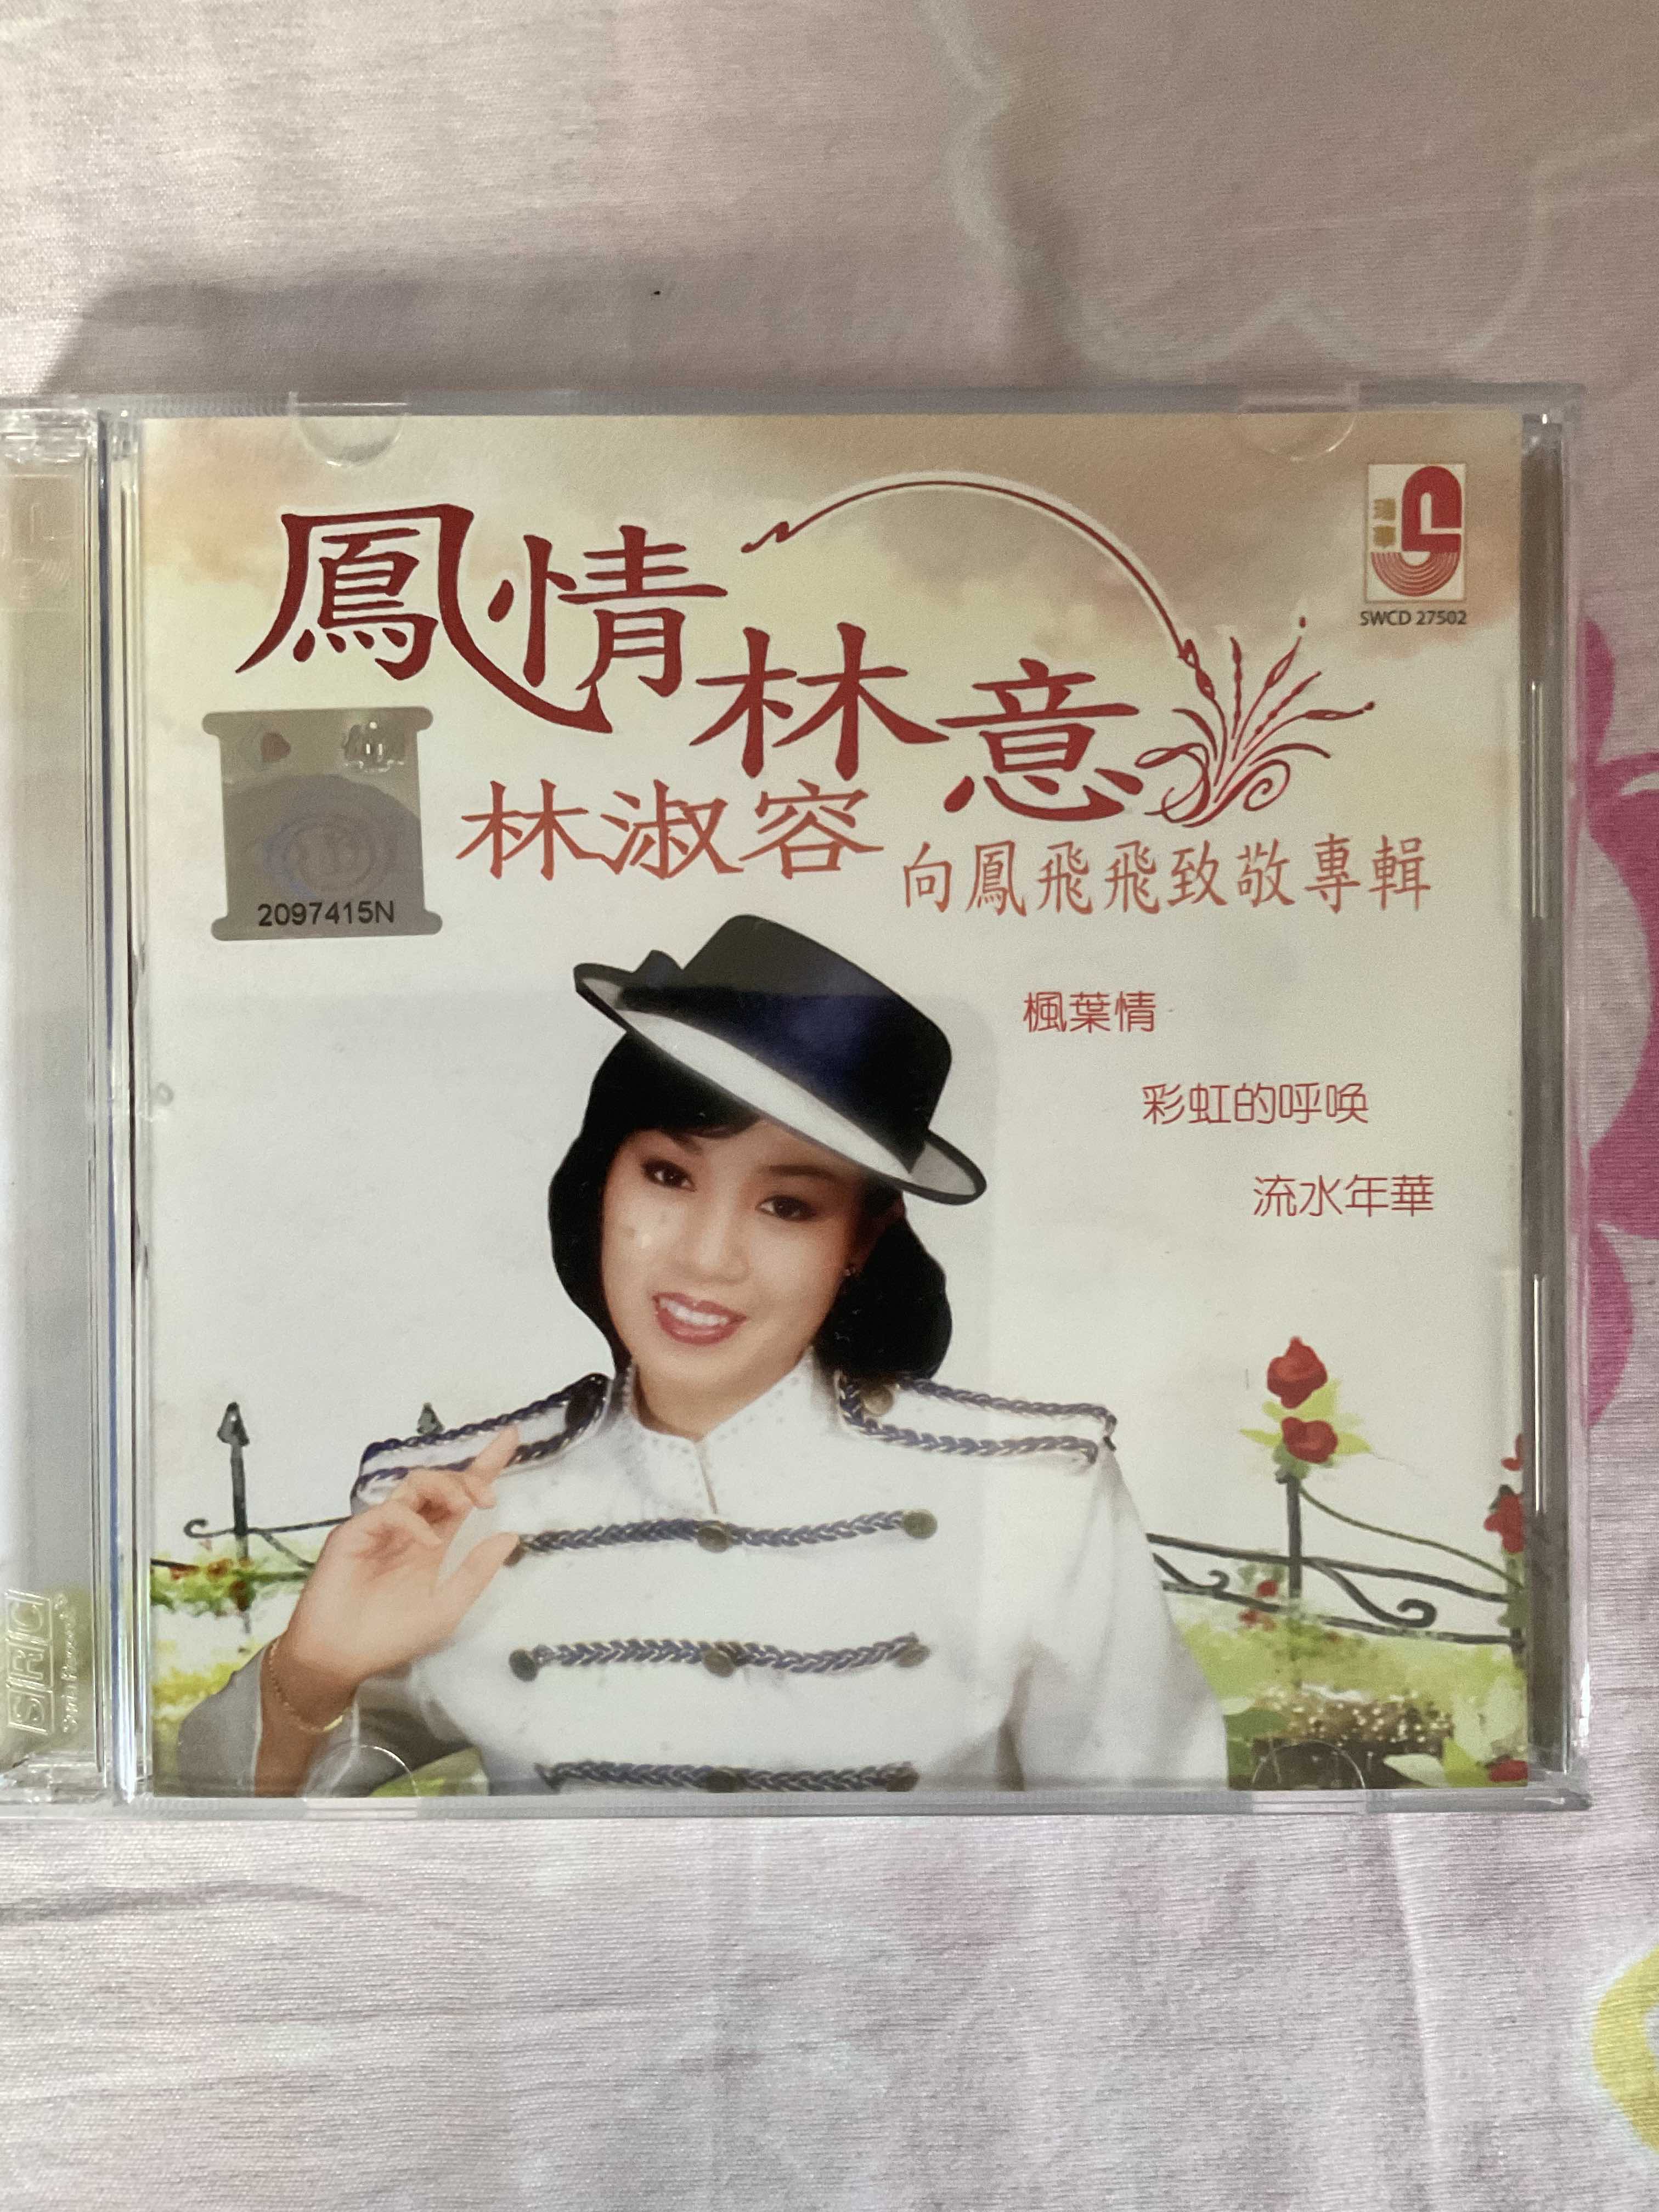 鳳情林意
林淑容
向鳳飛飛致敬專輯
SWCD 27502
2097415N
楓葉情
彩虹的呼喚
流水年華
SRC